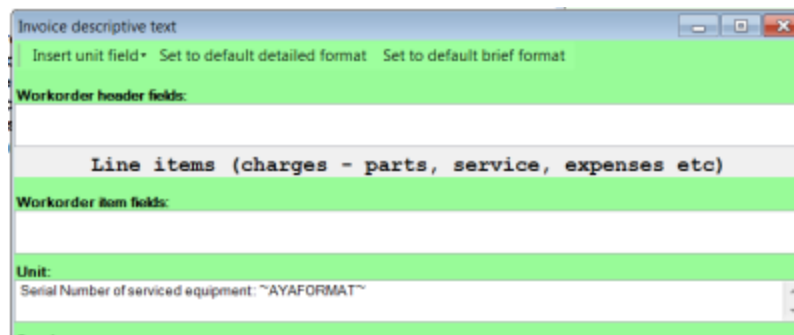 Invoice descriptive text
Insert unit field Set to default detailed format Set to default brief format
Workorder header fields:
Line items (charges - parts, service, expenses etc)
Workorder item fields:
Unit:
Serial Number of serviced equipment: ~AYAFORMAT~